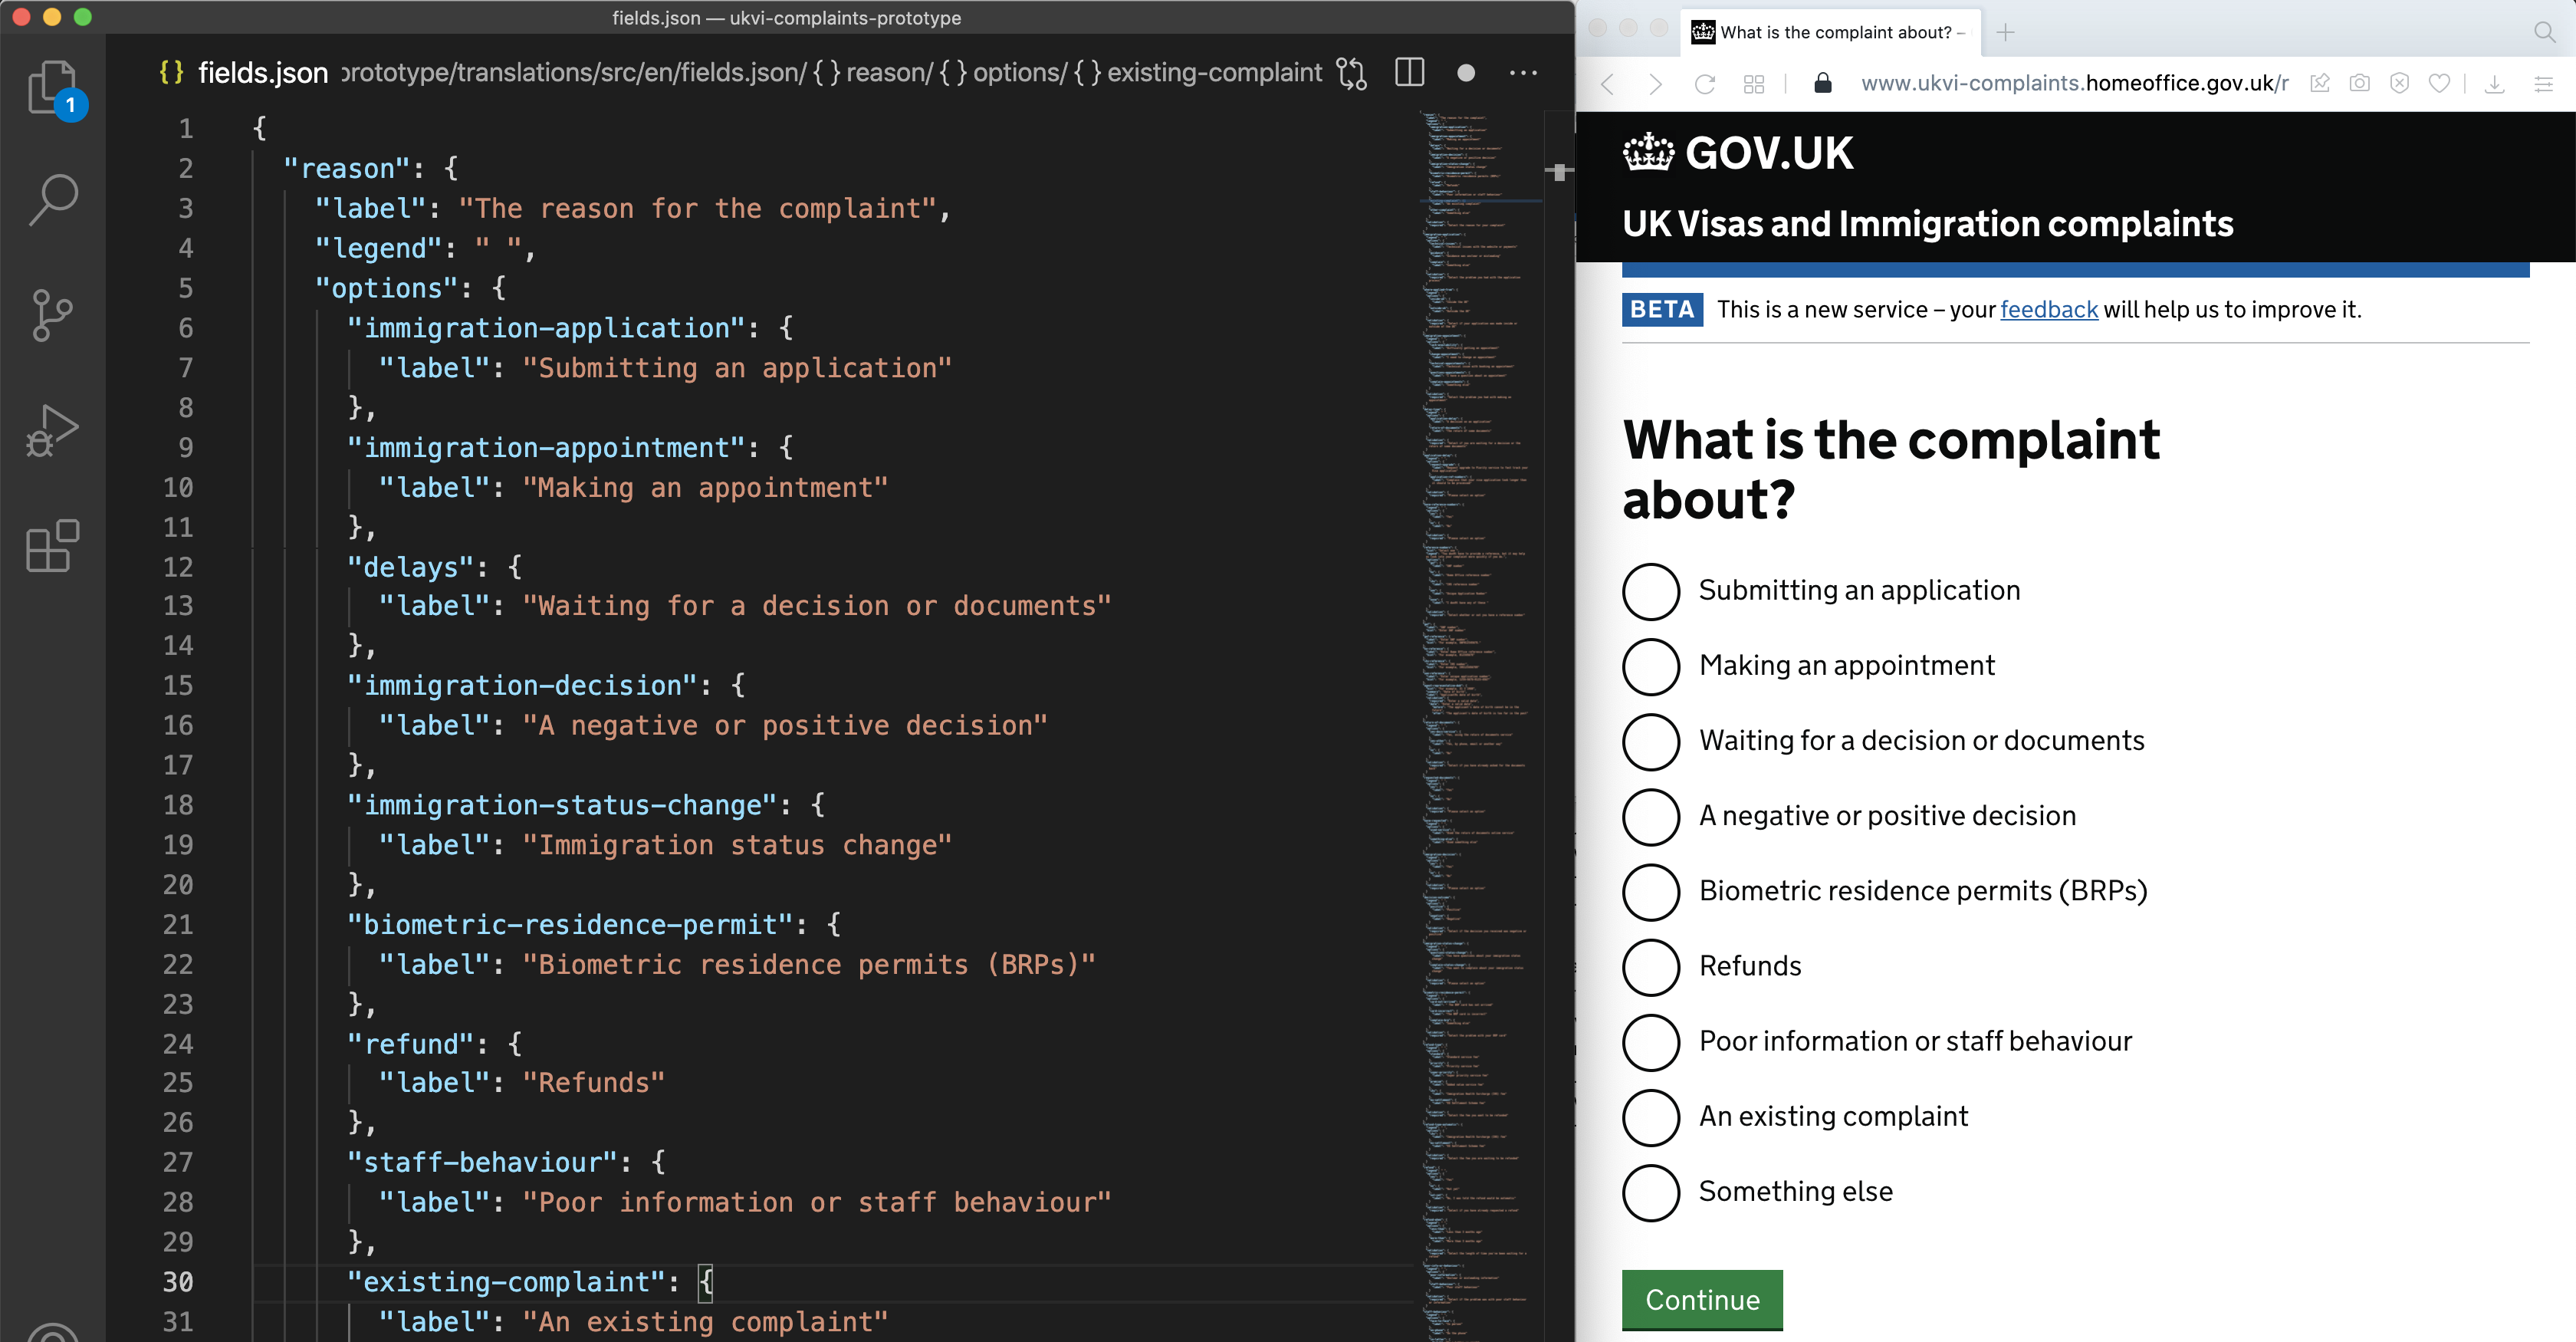 fields.json — ukvi-complaints-prototype
{} fields.json prototype/translations/src/en/fields.json/ {} reason/ {} options/ {} existing-complaint
1
1 {
2 "reason": {
3 "label": "The reason for the complaint",
4 "legend": " ",
5 "options": {
6 "immigration-application": {
7 "label": "Submitting an application"
8 },
9 "immigration-appointment": {
10 "label": "Making an appointment"
11 },
12 "delays": {
13 "label": "Waiting for a decision or documents"
14 },
15 "immigration-decision": {
16 "label": "A negative or positive decision"
17 },
18 "immigration-status-change": {
19 "label": "Immigration status change"
20 },
21 "biometric-residence-permit": {
22 "label": "Biometric residence permits (BRPs)"
23 },
24 "refund": {
25 "label": "Refunds"
26 },
27 "staff-behaviour": {
28 "label": "Poor information or staff behaviour"
29 },
30 "existing-complaint": {
31 "label": "An existing complaint"
What is the complaint about? –
www.ukvi-complaints.homeoffice.gov.uk/r
GOV.UK
UK Visas and Immigration complaints
BETA This is a new service – your feedback will help us to improve it.
What is the complaint
about?
Submitting an application
Making an appointment
Waiting for a decision or documents
A negative or positive decision
Biometric residence permits (BRPs)
Refunds
Poor information or staff behaviour
An existing complaint
Something else
Continue